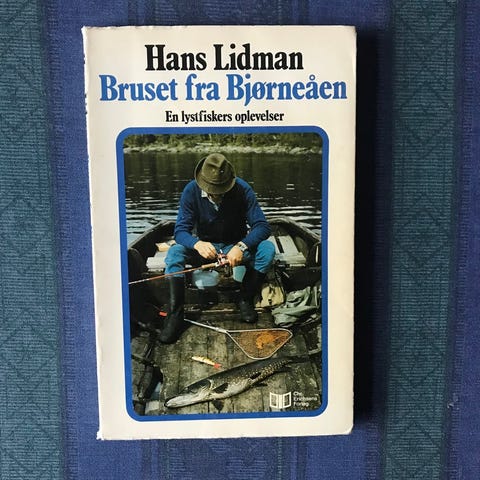 Hans Lidman
Bruset fra Bjørneåen
En lystfiskers oplevelser
Chr.
Erichsens
Forlag